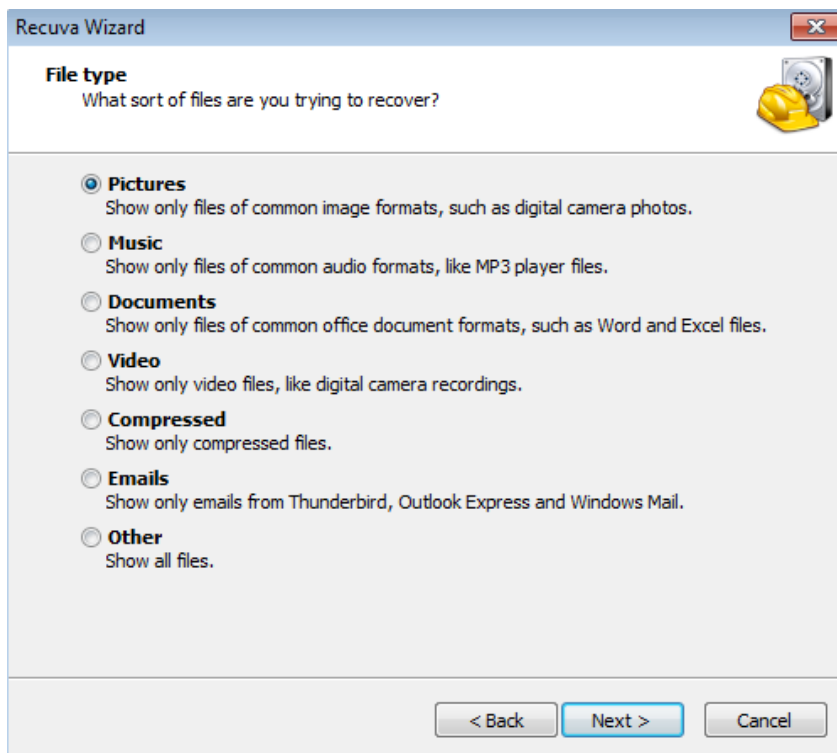 Recuva Wizard
File type
What sort of files are you trying to recover?
Pictures
Show only files of common image formats, such as digital camera photos.
Music
Show only files of common audio formats, like MP3 player files.
Documents
Show only files of common office document formats, such as Word and Excel files.
Video
Show only video files, like digital camera recordings.
Compressed
Show only compressed files.
Emails
Show only emails from Thunderbird, Outlook Express and Windows Mail.
Other
Show all files.
< Back Next > Cancel